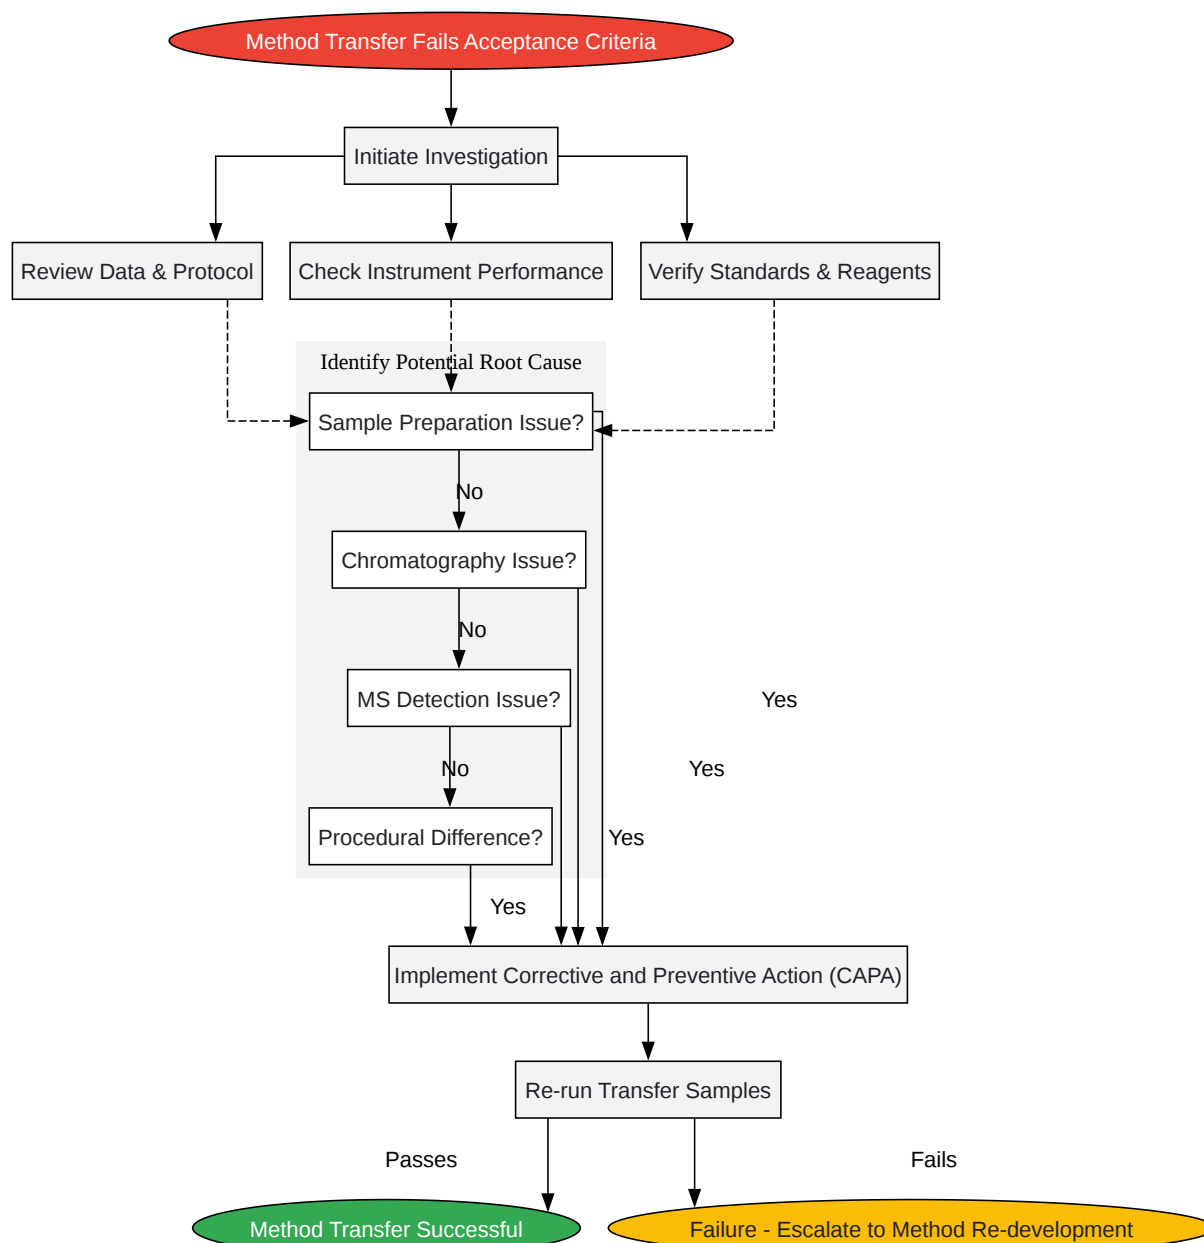 Method Transfer Fails Acceptance Criteria
Initiate Investigation
Review Data & Protocol
Check Instrument Performance
Verify Standards & Reagents
Identify Potential Root Cause
Sample Preparation Issue?
No
Chromatography Issue?
No
MS Detection Issue?
Yes
No
Yes
Procedural Difference?
Yes
Yes
Implement Corrective and Preventive Action (CAPA)
Re-run Transfer Samples
Passes
Fails
Method Transfer Successful
Failure - Escalate to Method Re-development